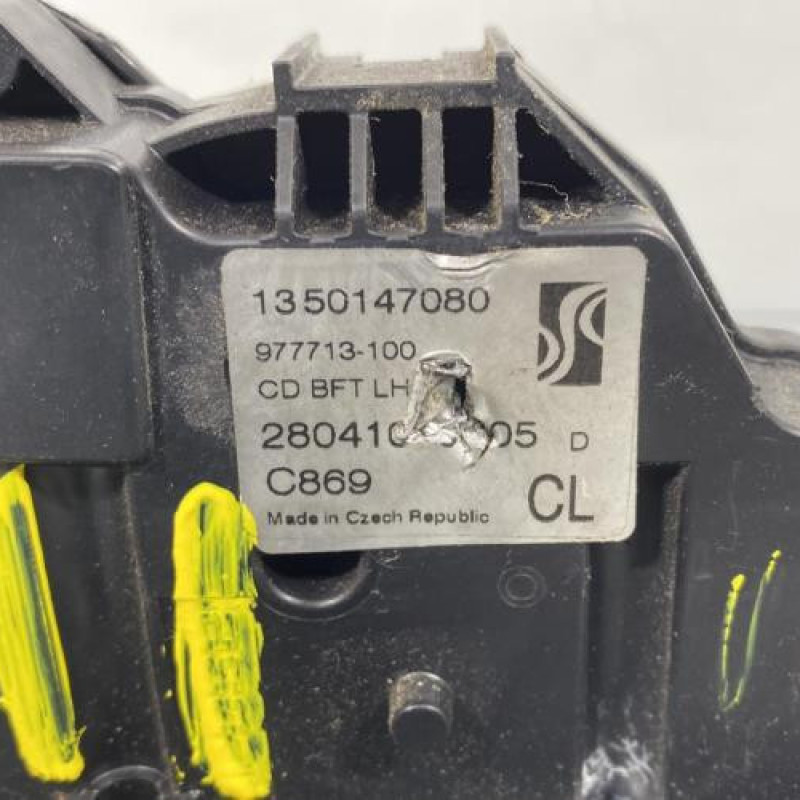 1350147080
977713-100
CD BFT LH
D
C869
CL
Made in Czech Republic